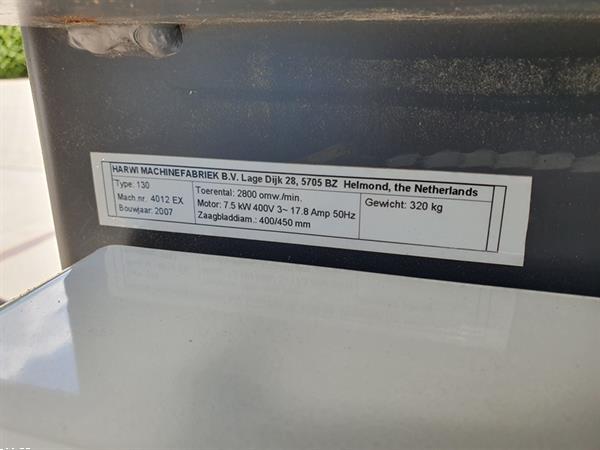 HARWI MACHINEFABRIEK B.V. Lage Dijk 28, 5705 BZ Helmond, the Netherlands
Type: 130
Mach.nr. 4012 EX
Bouwjaar: 2007
Toerental: 2800 omw./min.
Motor: 7.5 kW 400V 3~ 17.8 Amp 50Hz
Zaagbladdiam.: 400/450 mm
Gewicht: 320 kg